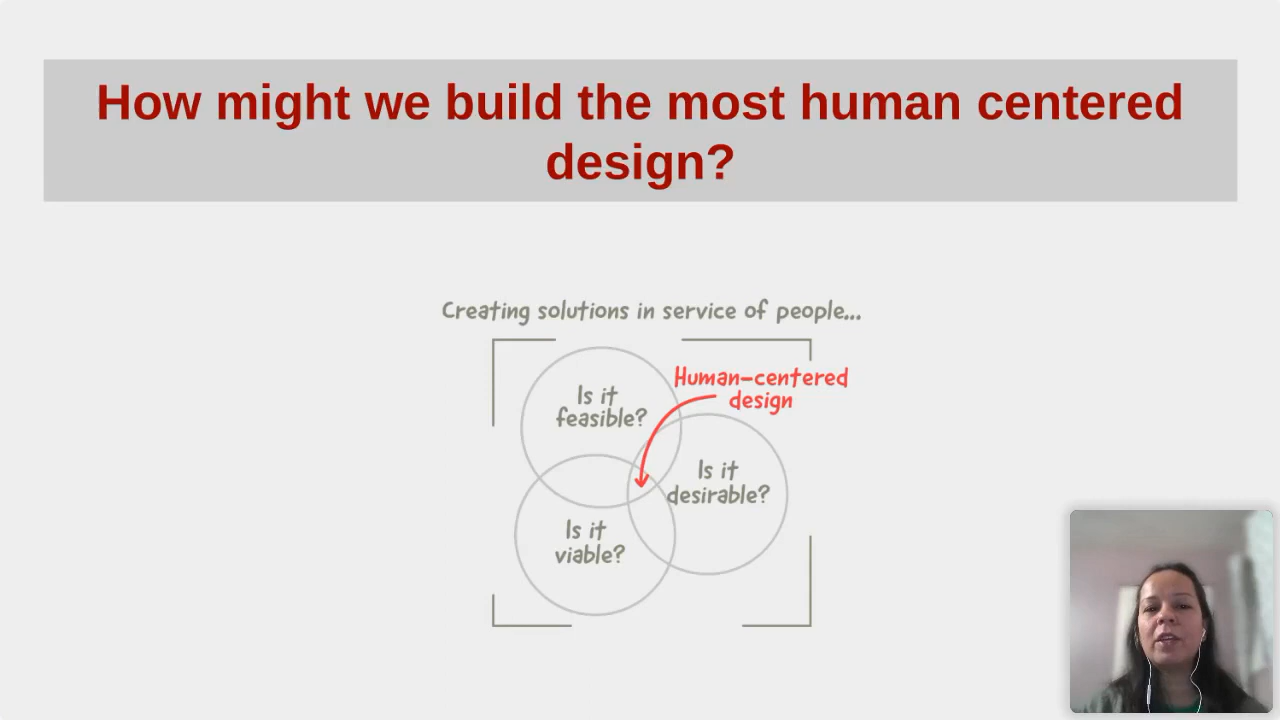 How might we build the most human centered
design?
Creating solutions in service of people...
Human-centered
design
Is it
feasible?
Is it
desirable?
Is it
viable?